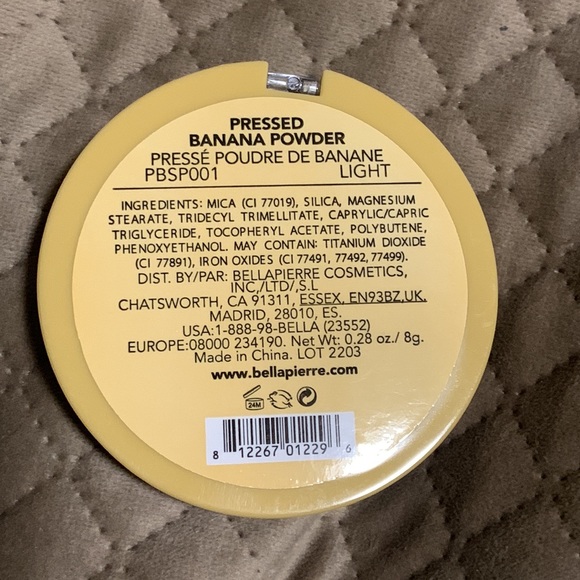 PRESSED
BANANA POWDER
PRESSÉ POUDRE DE BANANE
PBSP001 LIGHT
INGREDIENTS: MICA (CI 77019), SILICA, MAGNESIUM
STEARATE, TRIDECYL TRIMELLITATE, CAPRYLIC/CAPRIC
TRIGLYCERIDE, TOCOPHERYL ACETATE, POLYBUTENE,
PHENOXYETHANOL. MAY CONTAIN: TITANIUM DIOXIDE
(CI 77891), IRON OXIDES (CI 77491, 77492, 77499).
DIST. BY/PAR: BELLAPIERRE COSMETICS,
INC/LTD/,S.L
CHATSWORTH, CA 91311, ESSEX, EN93BZ,UK.
MADRID, 28010, ES.
USA:1-888-98-BELLA (23552)
EUROPE:08000 234190. Net Wt: 0.28 oz./ 8g.
Made in China. LOT 2203
www.bellapierre.com
24M
8 12267 01229 6